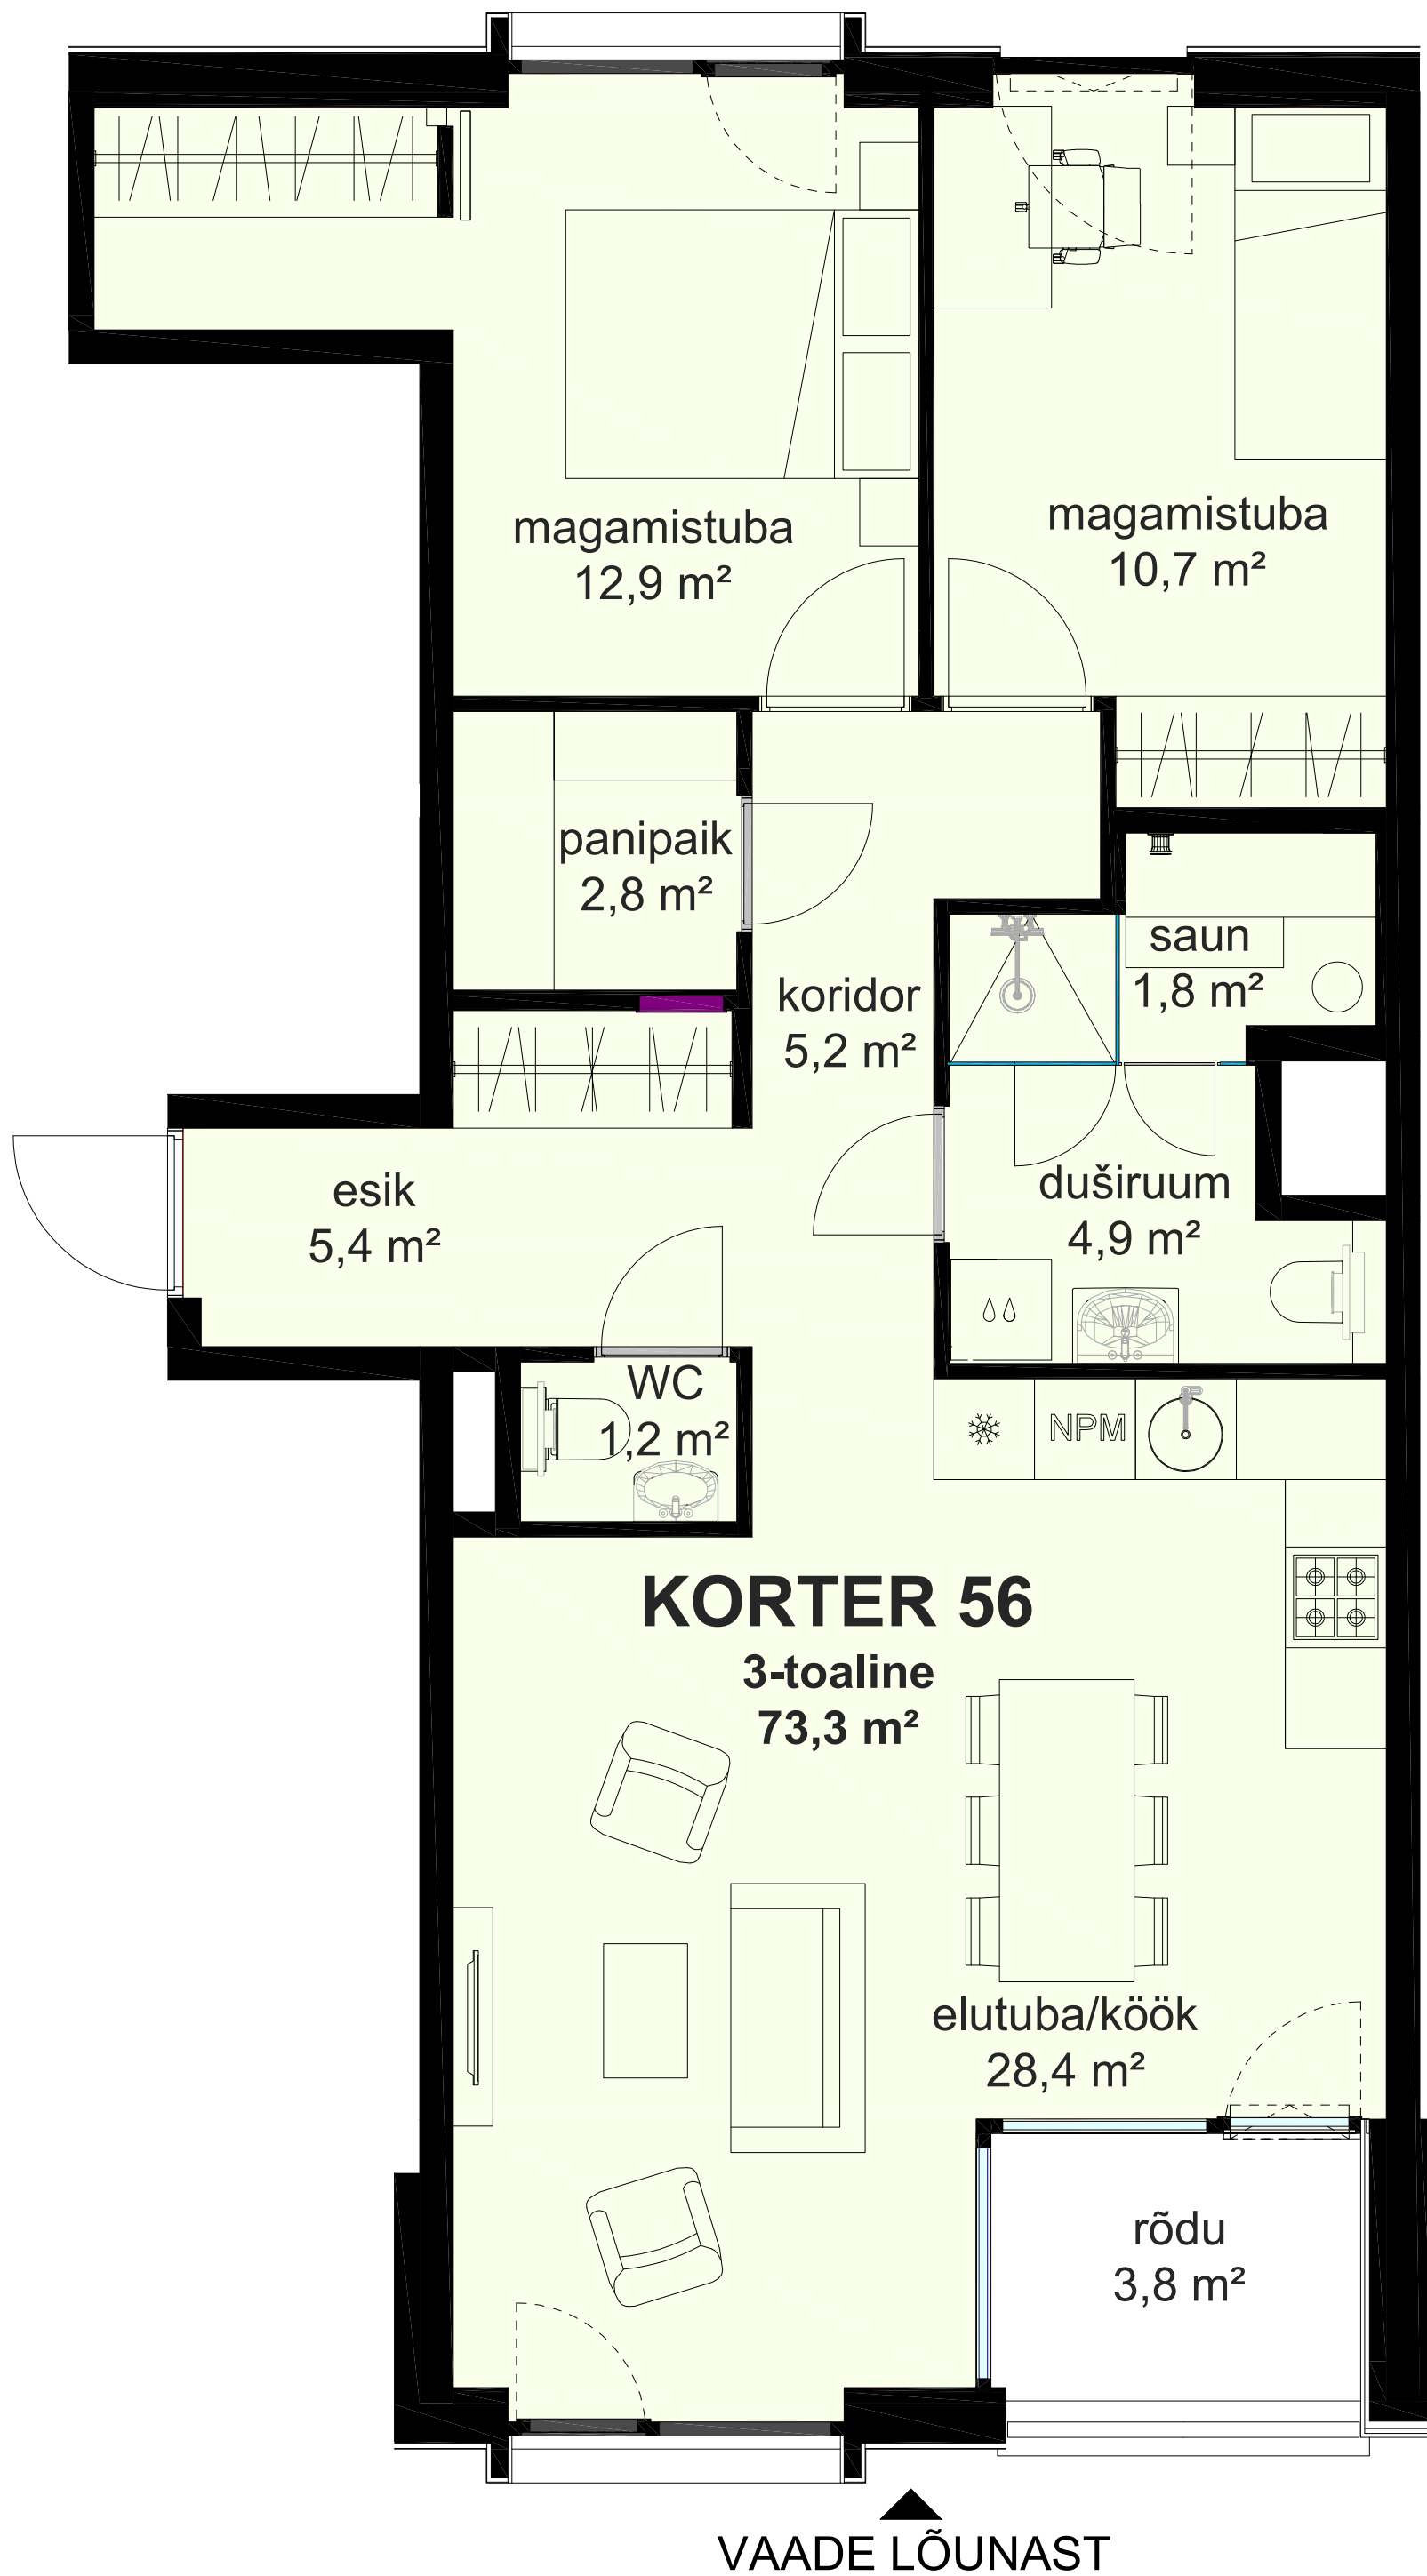 magamistuba
12,9 m²
magamistuba
10,7 m²
panipaik
2,8 m²
saun
1,8 m²
koridor
5,2 m²
esik
5,4 m²
duširuum
4,9 m²
WC
1,2 m²
NPM
KORTER 56
3-toaline
73,3 m²
elutuba/köök
28,4 m²
rõdu
3,8 m²
VAADE LÕUNAST